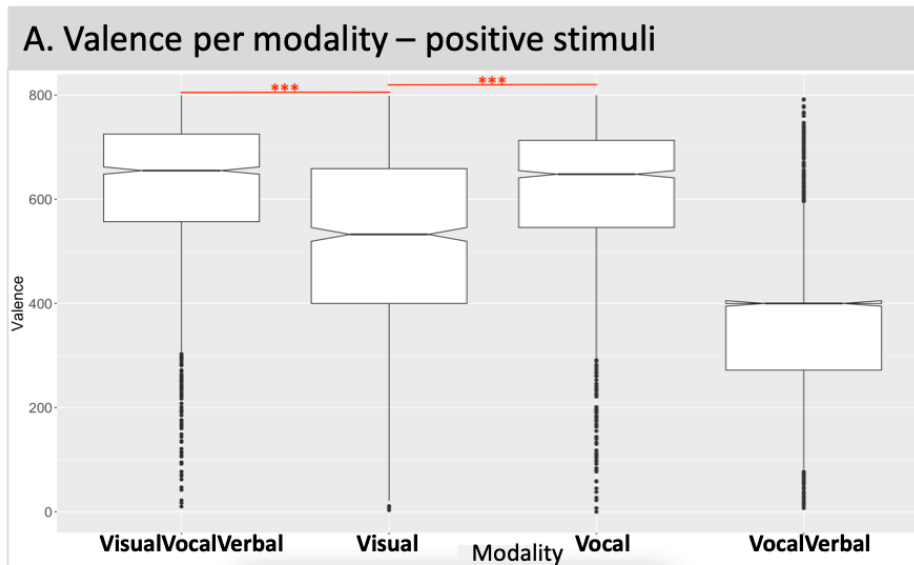 A. Valence per modality – positive stimuli
*** ***
800
600
400
200
0
Valence
VisualVocalVerbal Visual Vocal VocalVerbal
Modality